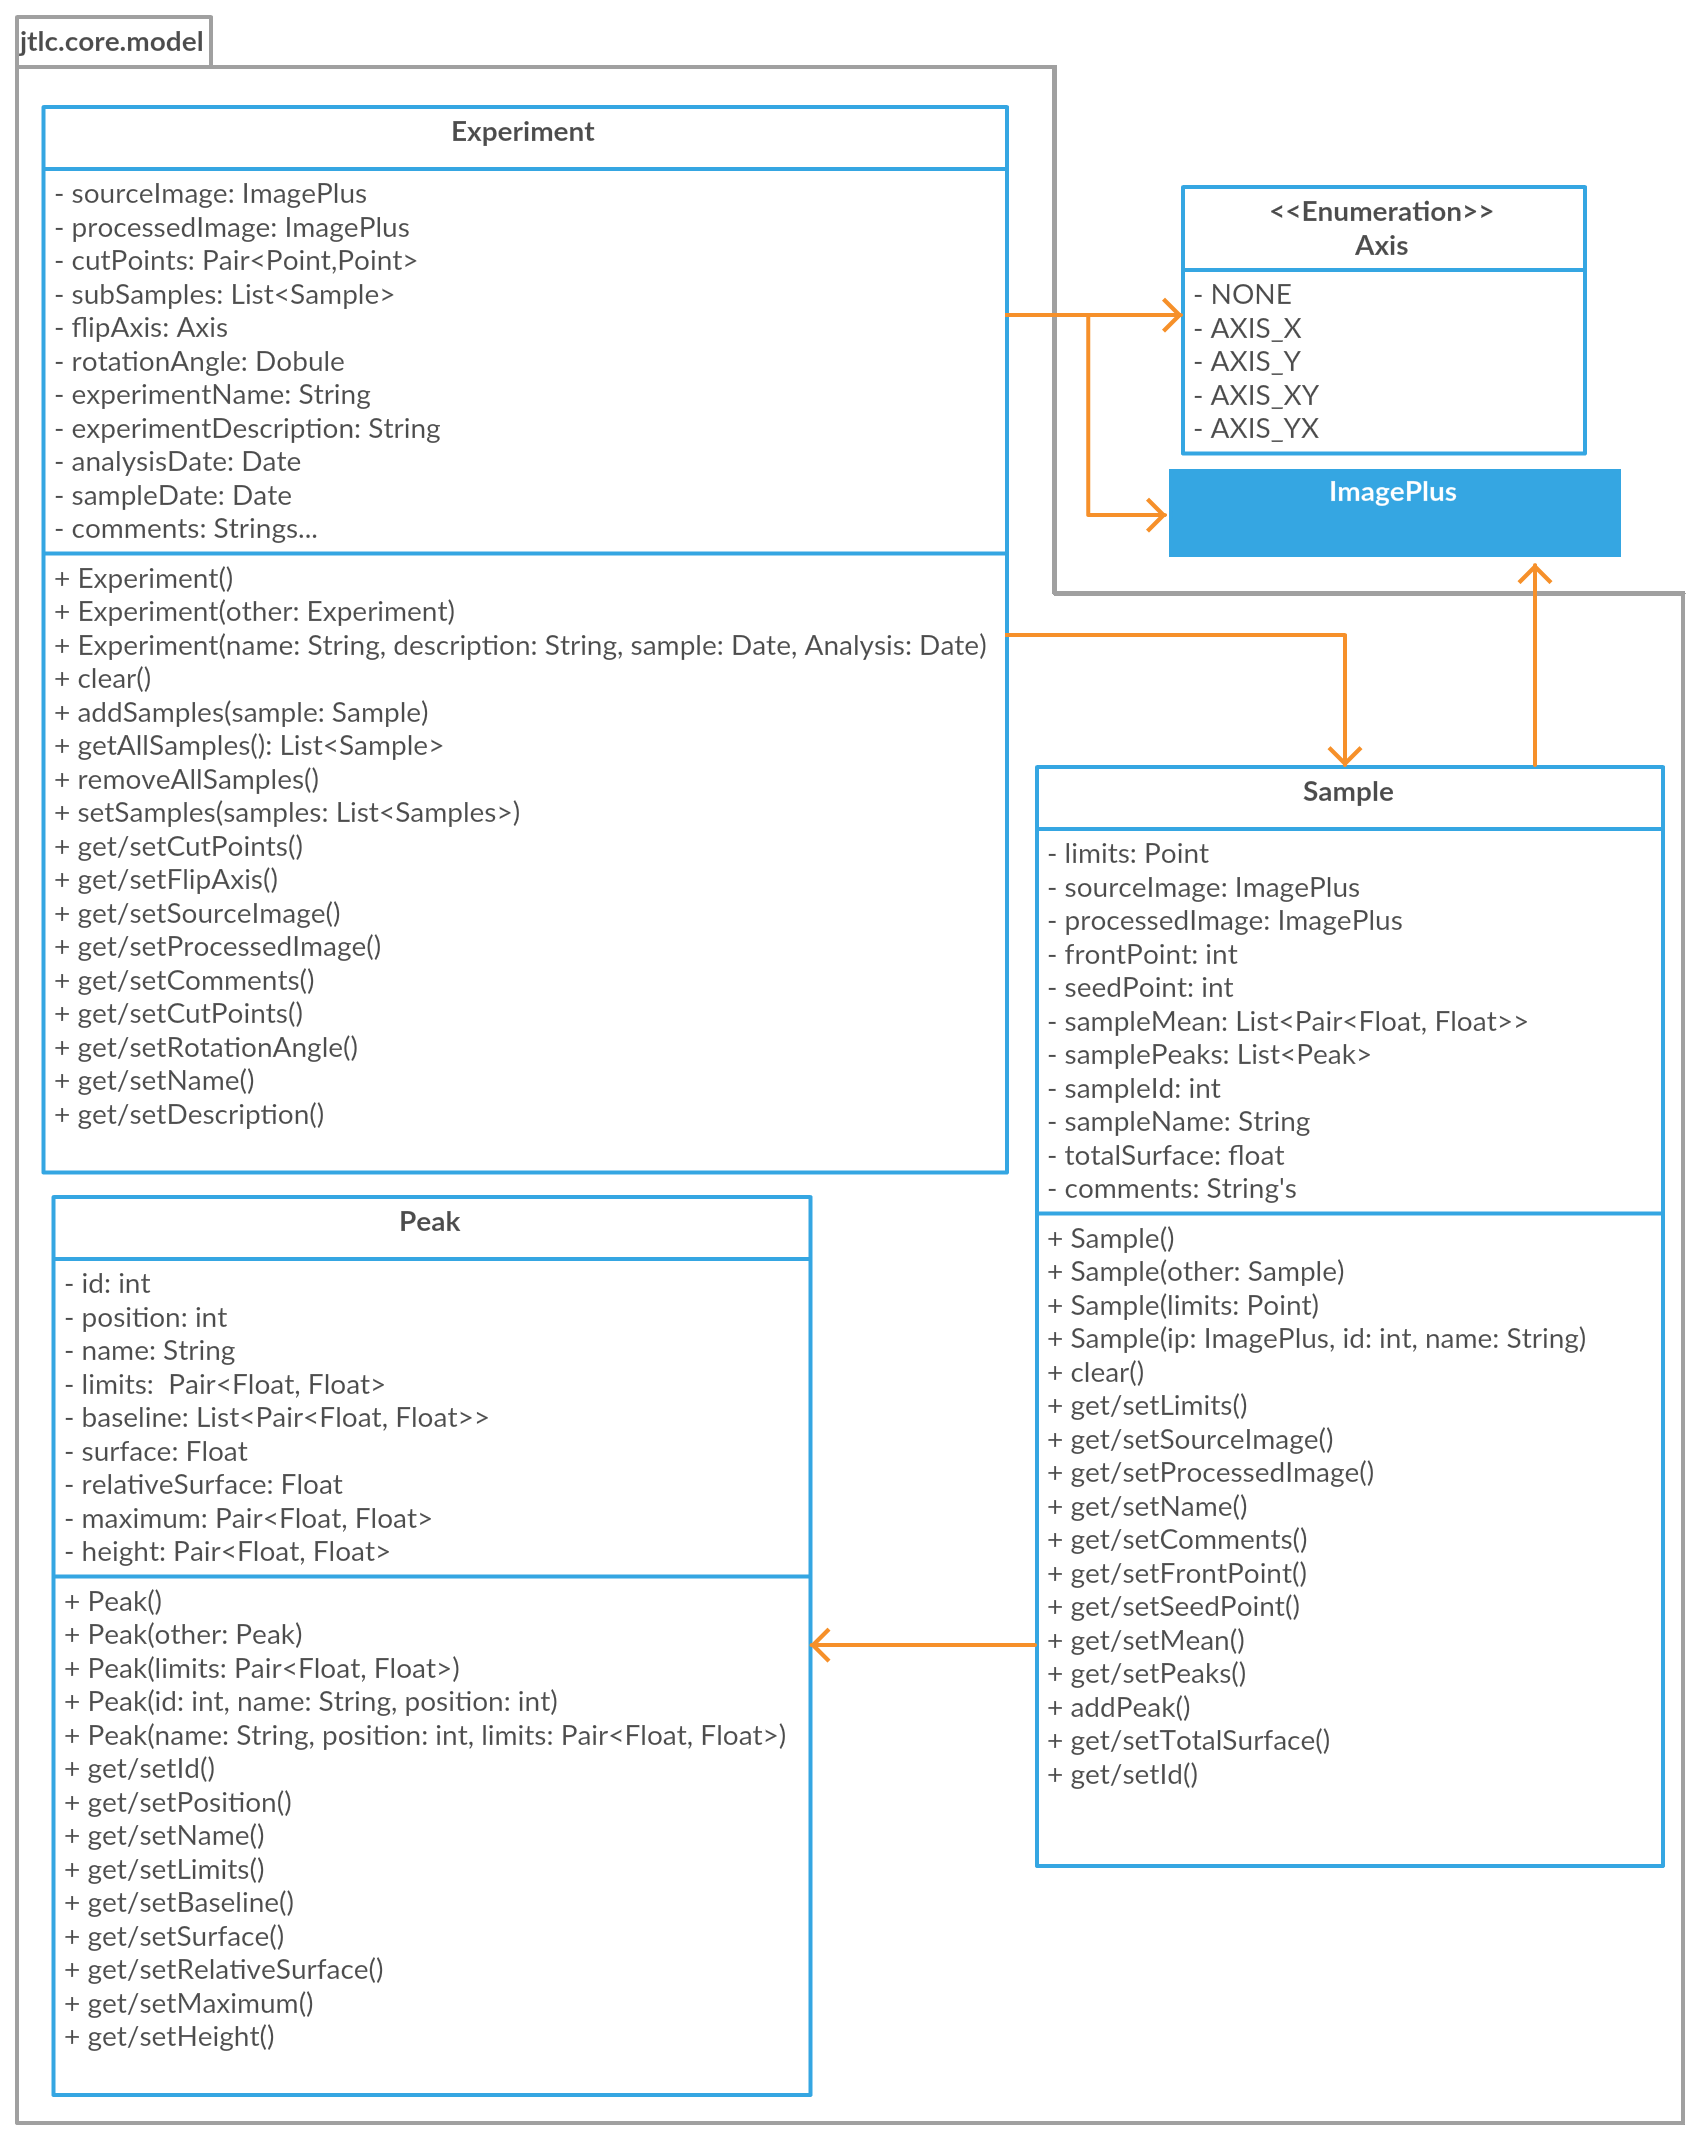 jtlc.core.model
Experiment
- sourceImage: ImagePlus
- processedImage: ImagePlus
- cutPoints: Pair<Point,Point>
- subSamples: List<Sample>
- flipAxis: Axis
- rotationAngle: Dobule
- experimentName: String
- experimentDescription: String
- analysisDate: Date
- sampleDate: Date
- comments: Strings...
+ Experiment()
+ Experiment(other: Experiment)
+ Experiment(name: String, description: String, sample: Date, Analysis: Date)
+ clear()
+ addSamples(sample: Sample)
+ getAllSamples(): List<Sample>
+ removeAllSamples()
+ setSamples(samples: List<Samples>)
+ get/setCutPoints()
+ get/setFlipAxis()
+ get/setSourceImage()
+ get/setProcessedImage()
+ get/setComments()
+ get/setCutPoints()
+ get/setRotationAngle()
+ get/setName()
+ get/setDescription()
<<Enumeration>>
Axis
- NONE
- AXIS_X
- AXIS_Y
- AXIS_XY
- AXIS_YX
ImagePlus
Sample
- limits: Point
- sourceImage: ImagePlus
- processedImage: ImagePlus
- frontPoint: int
- seedPoint: int
- sampleMean: List<Pair<Float, Float>>
- samplePeaks: List<Peak>
- sampleId: int
- sampleName: String
- totalSurface: float
- comments: String's
+ Sample()
+ Sample(other: Sample)
+ Sample(limits: Point)
+ Sample(ip: ImagePlus, id: int, name: String)
+ clear()
+ get/setLimits()
+ get/setSourceImage()
+ get/setProcessedImage()
+ get/setName()
+ get/setComments()
+ get/setFrontPoint()
+ get/setSeedPoint()
+ get/setMean()
+ get/setPeaks()
+ addPeak()
+ get/setTotalSurface()
+ get/setId()
Peak
- id: int
- position: int
- name: String
- limits:  Pair<Float, Float>
- baseline: List<Pair<Float, Float>>
- surface: Float
- relativeSurface: Float
- maximum: Pair<Float, Float>
- height: Pair<Float, Float>
+ Peak()
+ Peak(other: Peak)
+ Peak(limits: Pair<Float, Float>)
+ Peak(id: int, name: String, position: int)
+ Peak(name: String, position: int, limits: Pair<Float, Float>)
+ get/setId()
+ get/setPosition()
+ get/setName()
+ get/setLimits()
+ get/setBaseline()
+ get/setSurface()
+ get/setRelativeSurface()
+ get/setMaximum()
+ get/setHeight()